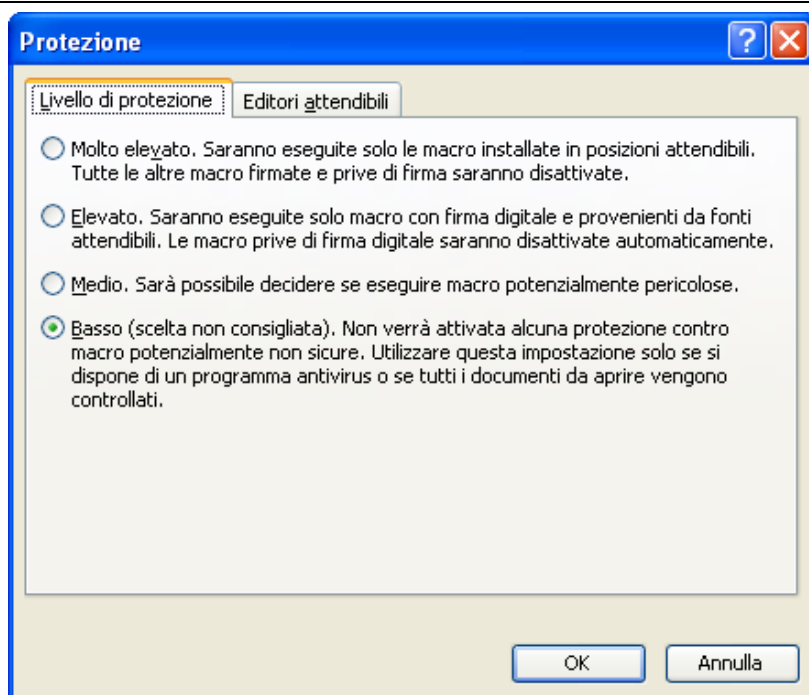 Protezione
Livello di protezione
Editori attendibili
Molto elevato. Saranno eseguite solo le macro installate in posizioni attendibili.
Tutte le altre macro firmate e prive di firma saranno disattivate.
Elevato. Saranno eseguite solo macro con firma digitale e provenienti da fonti
attendibili. Le macro prive di firma digitale saranno disattivate automaticamente.
Medio. Sarà possibile decidere se eseguire macro potenzialmente pericolose.
Basso (scelta non consigliata). Non verrà attivata alcuna protezione contro
macro potenzialmente non sicure. Utilizzare questa impostazione solo se si
dispone di un programma antivirus o se tutti i documenti da aprire vengono
controllati.
OK
Annulla